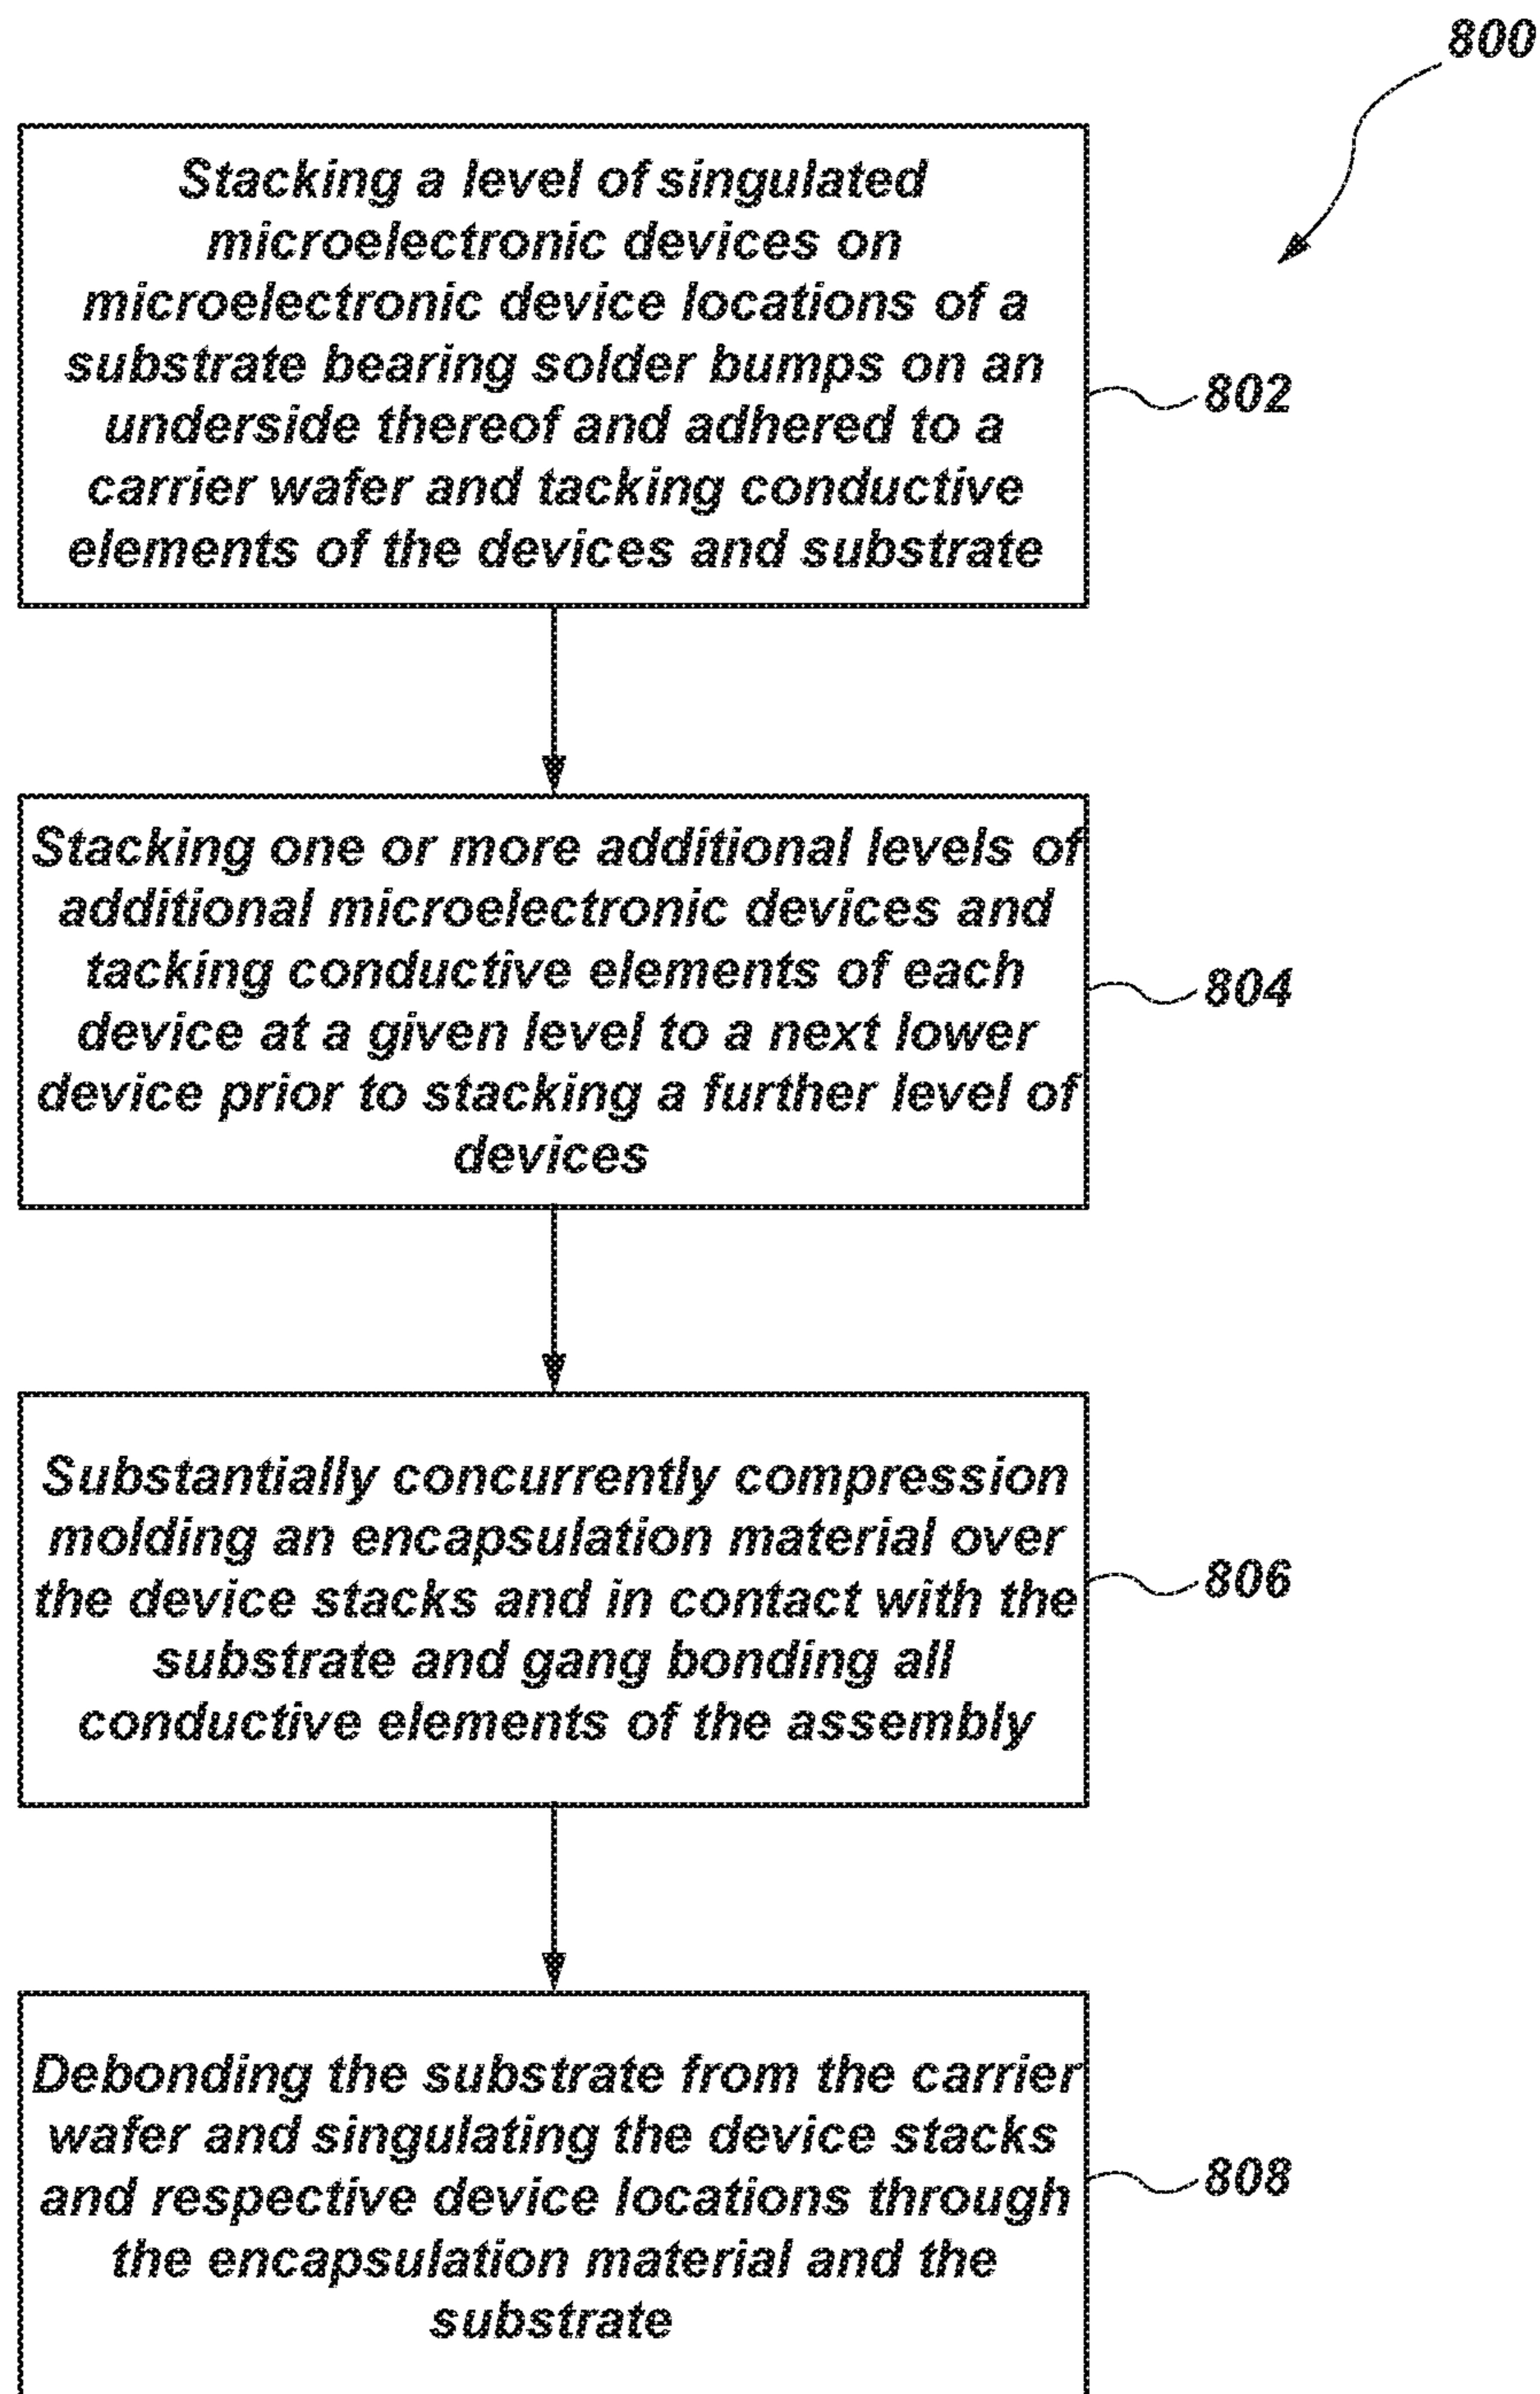 800
Stacking a level of singulated
microelectronic devices on
microelectronic device locations of a
substrate bearing solder bumps on an
underside thereof and adhered to a
carrier wafer and tacking conductive
elements of the devices and substrate
802
Stacking one or more additional levels of
additional microelectronic devices and
tacking conductive elements of each
device at a given level to a next lower
device prior to stacking a further level of
devices
804
Substantially concurrently compression
molding an encapsulation material over
the device stacks and in contact with the
substrate and gang bonding all
conductive elements of the assembly
806
Debonding the substrate from the carrier
wafer and singulating the device stacks
and respective device locations through
the encapsulation material and the
substrate
808